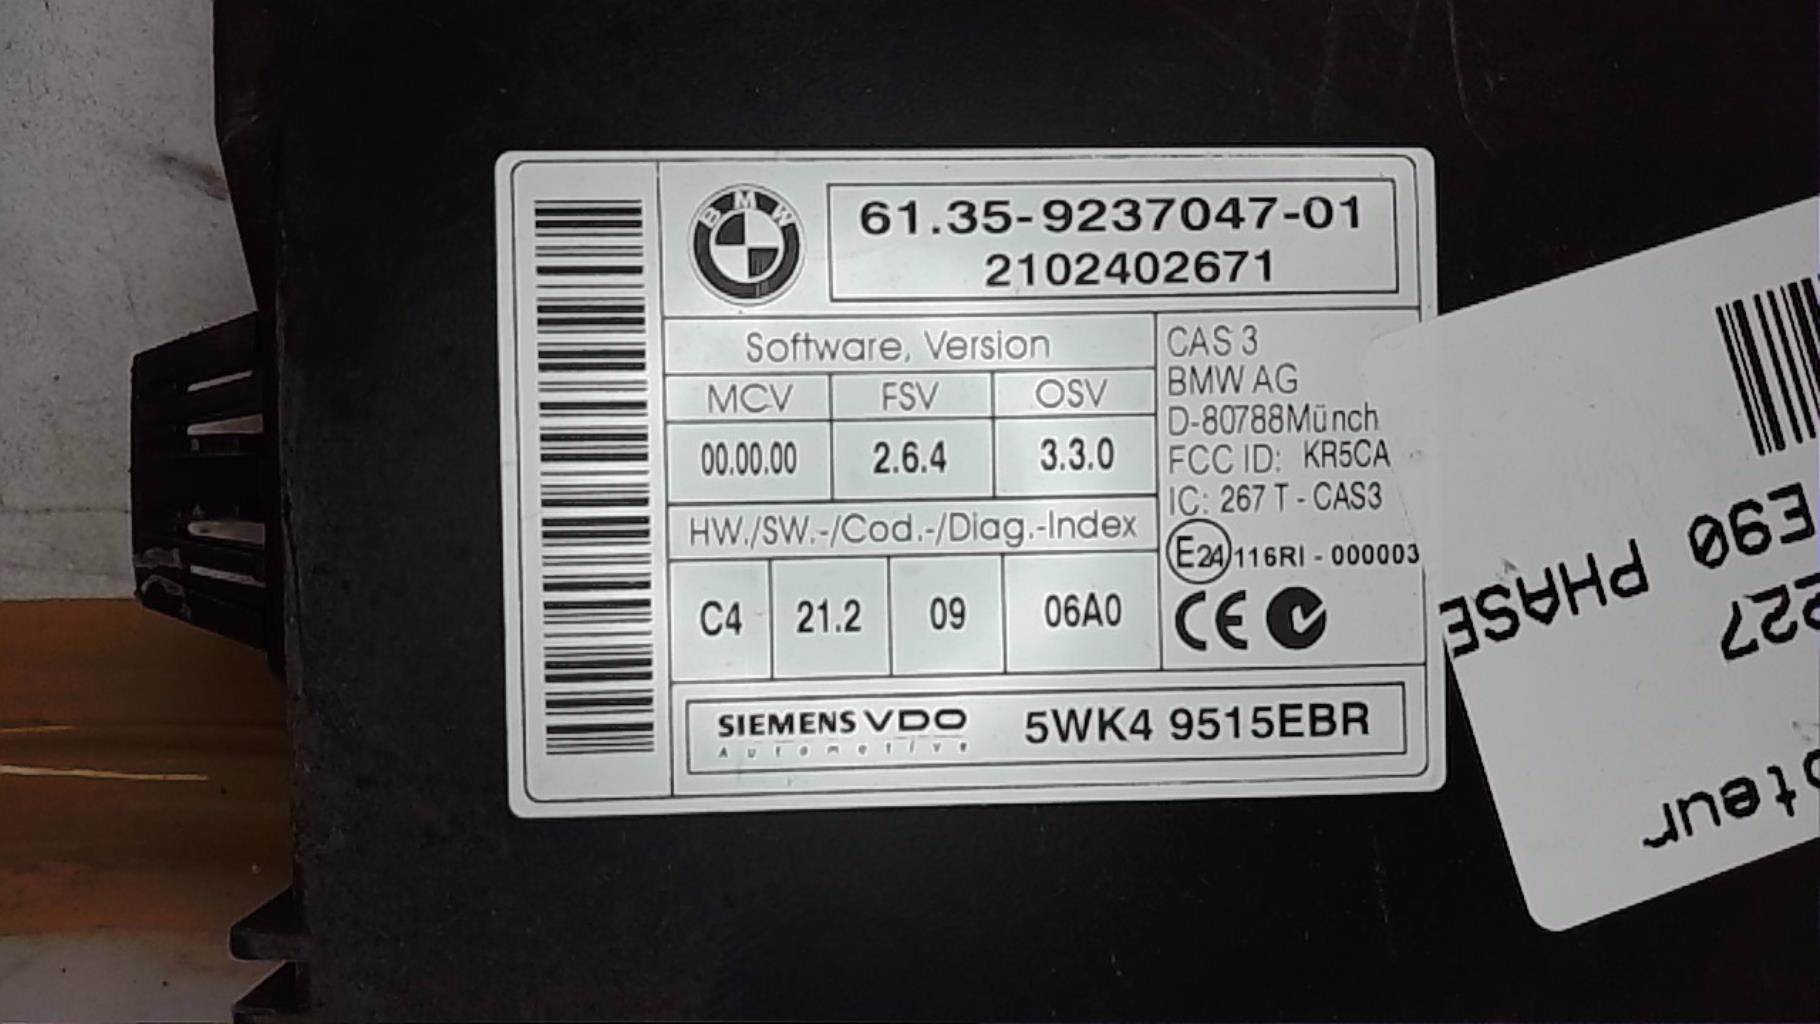 BMW
61.35-9237047-01
2102402671
Software, Version
MCV FSV OSV
00.00.00 2.6.4 3.3.0
HW./SW.-/Cod.-/Diag.-Index
C4 21.2 09 06A0
CAS 3
BMW AG
D-80788Münch
FCC ID: KR5CA
IC: 267 T - CAS3
E24 116RI - 000003
CE
SIEMENS VDO 5WK4 9515EBR
Automotive
E90 PHASE
227